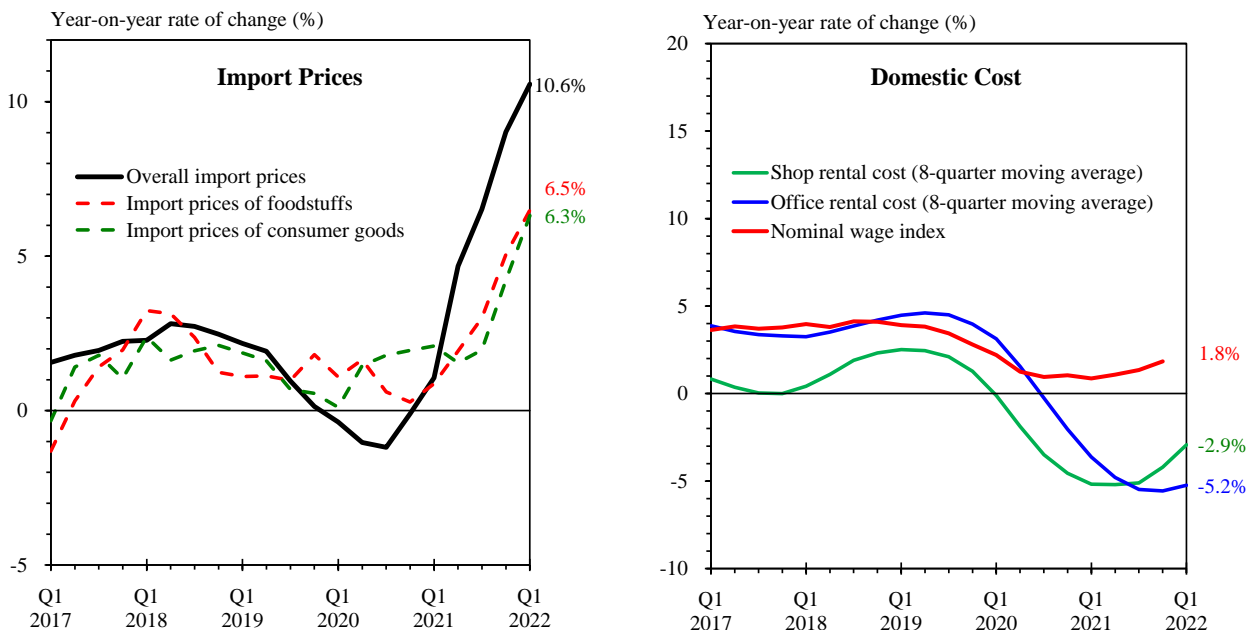 Year-on-year rate of change (%)
Import Prices
10.6%
10
Overall import prices
Import prices of foodstuffs
Import prices of consumer goods
6.5%
6.3%
5
0
-5
Q1 Q1 Q1 Q1 Q1 Q1
2017 2018 2019 2020 2021 2022
Year-on-year rate of change (%)
20
Domestic Cost
15
Shop rental cost (8-quarter moving average)
Office rental cost (8-quarter moving average)
Nominal wage index
10
5
1.8%
0
-2.9%
-5
-5.2%
-10
Q1 Q1 Q1 Q1 Q1 Q1
2017 2018 2019 2020 2021 2022